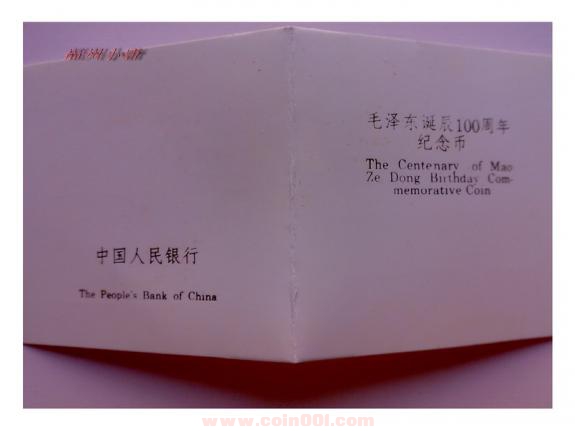 毛泽东诞辰100周年
纪念币
The Centenary of Mao
Ze Dong Birthday Com-
memorative Coin
中国人民银行
The People's Bank of China
www.coin001.com